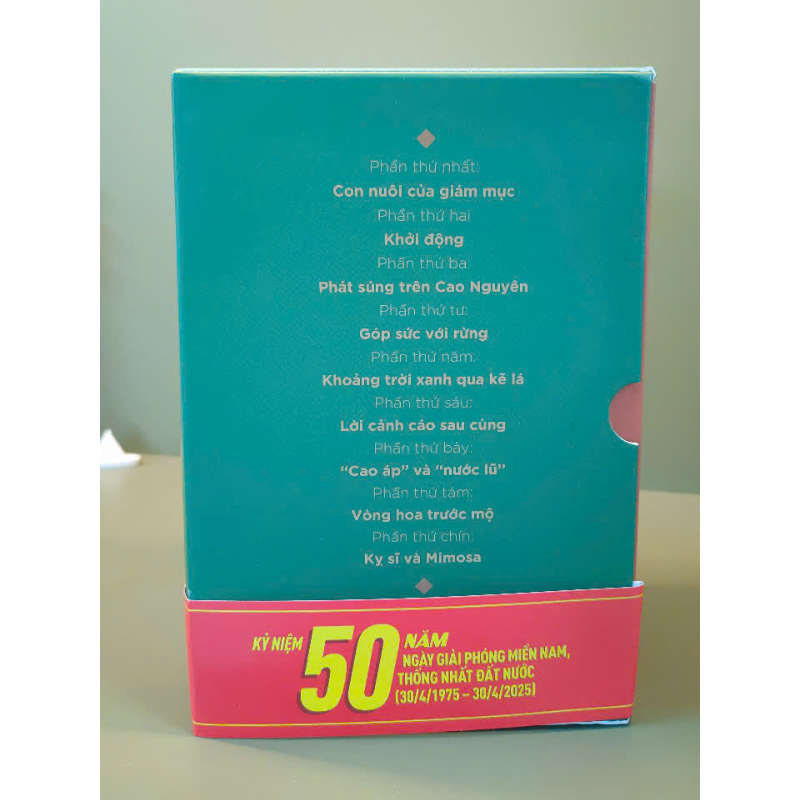 Phần thứ nhất:
Con nuôi của giám mục
Phần thứ hai
Khởi động
Phần thứ ba:
Phát súng trên Cao Nguyên
Phần thứ tư:
Góp sức với rừng
Phần thứ năm:
Khoảng trời xanh qua kẽ lá
Phần thứ sáu:
Lời cảnh cáo sau cùng
Phần thứ bảy:
“Cao áp” và “nước lũ”
Phần thứ tám:
Vòng hoa trước mộ
Phần thứ chín:
Kỵ sĩ và Mimosa
KỶ NIỆM 50 NĂM
NGÀY GIẢI PHÓNG MIỀN NAM,
THỐNG NHẤT ĐẤT NƯỚC
(30/4/1975 – 30/4/2025)